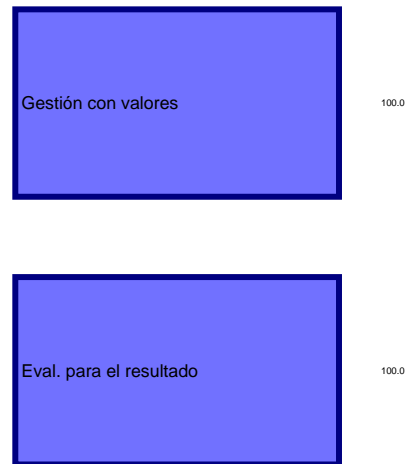 Gestión con valores
100.0
Eval. para el resultado
100.0